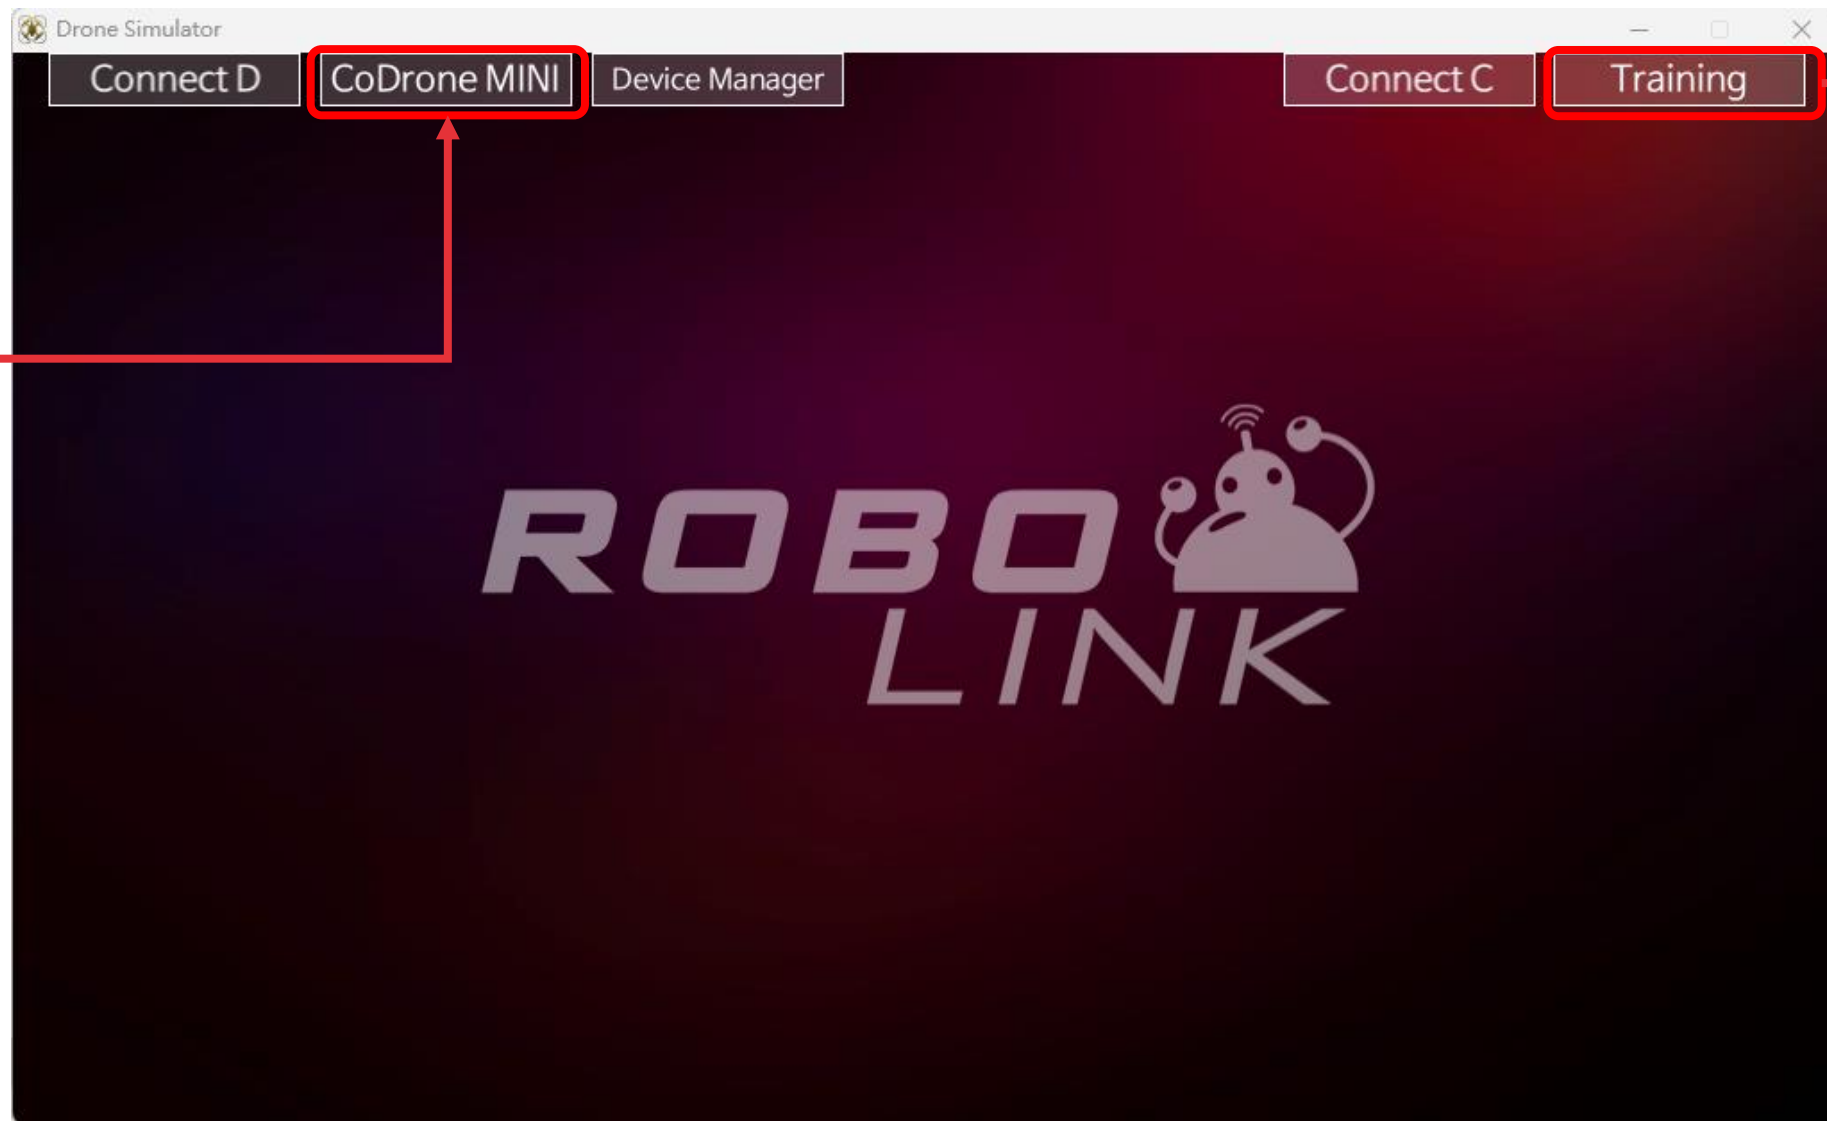 Drone Simulator
Connect D
CoDrone MINI
Device Manager
Connect C
Training
ROBO
LINK